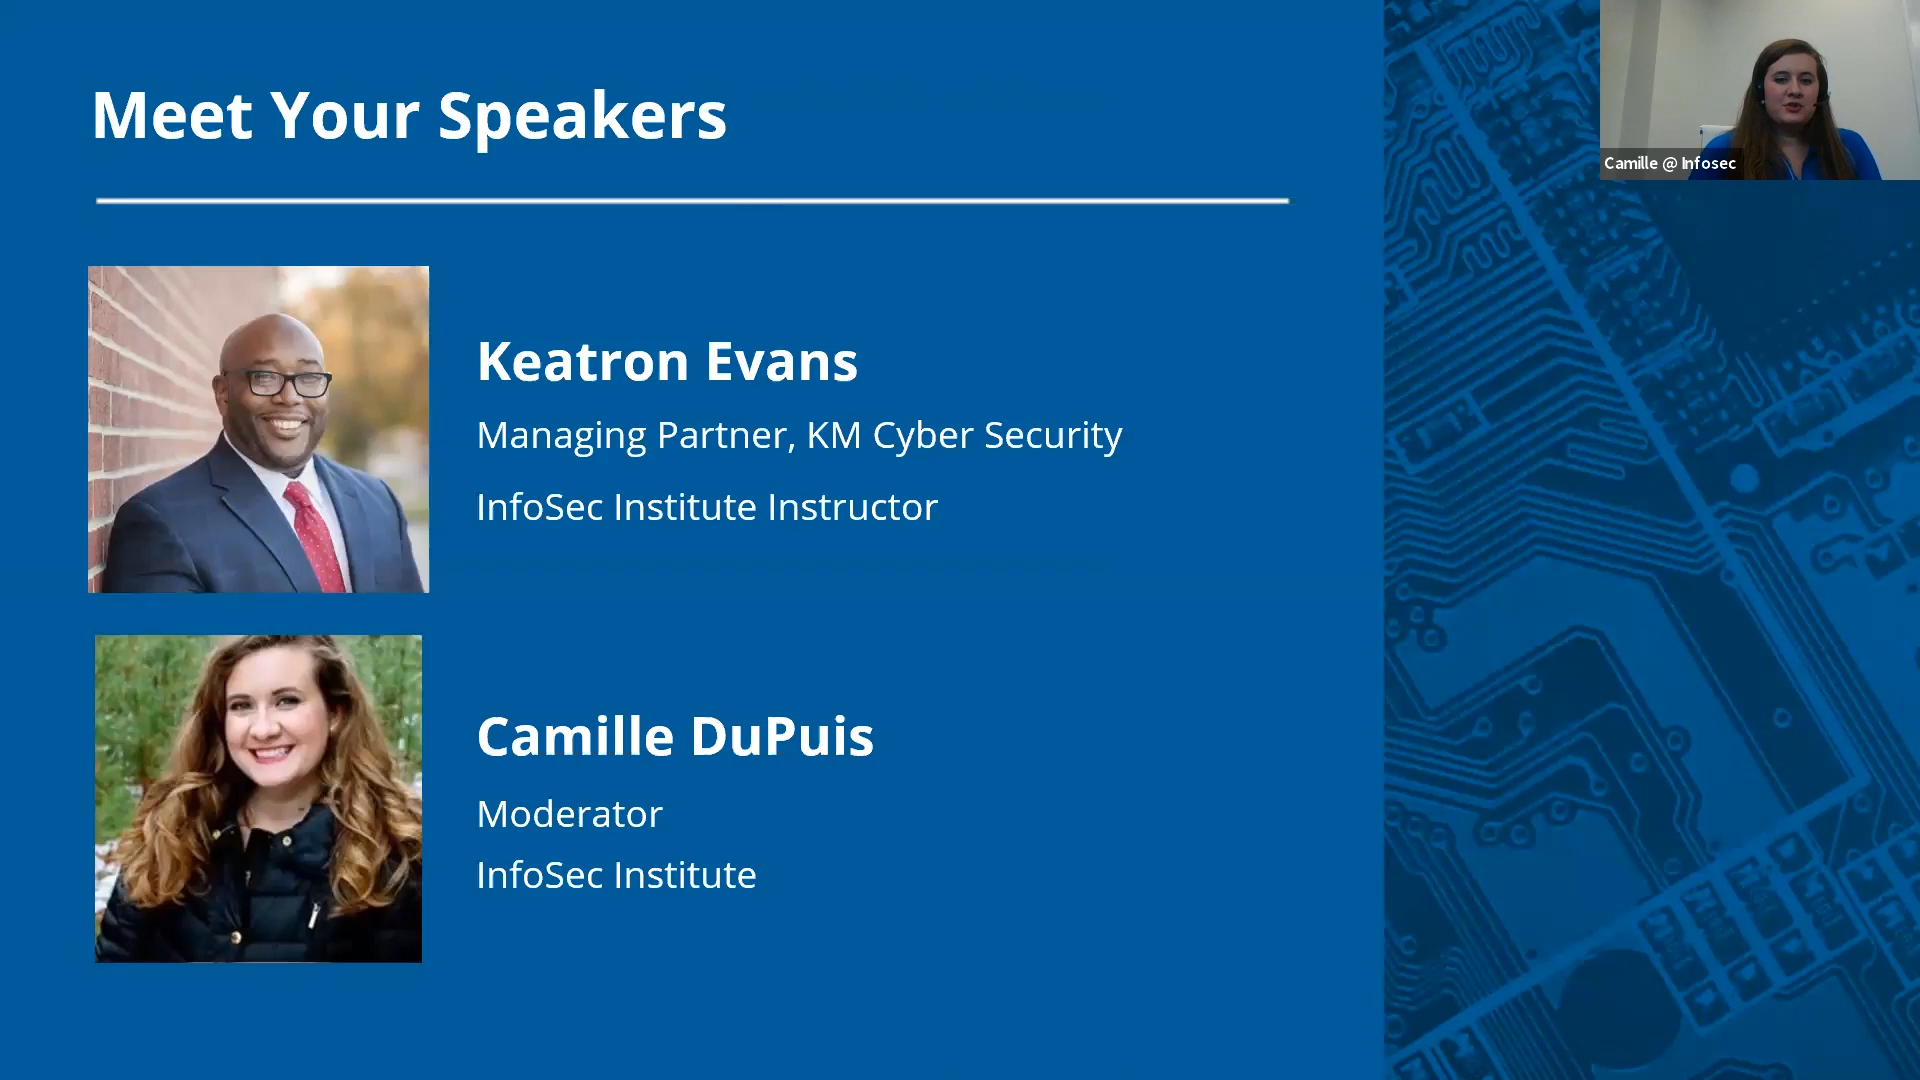 Meet Your Speakers
Camille @ Infosec
Keatron Evans
Managing Partner, KM Cyber Security
InfoSec Institute Instructor
Camille DuPuis
Moderator
InfoSec Institute